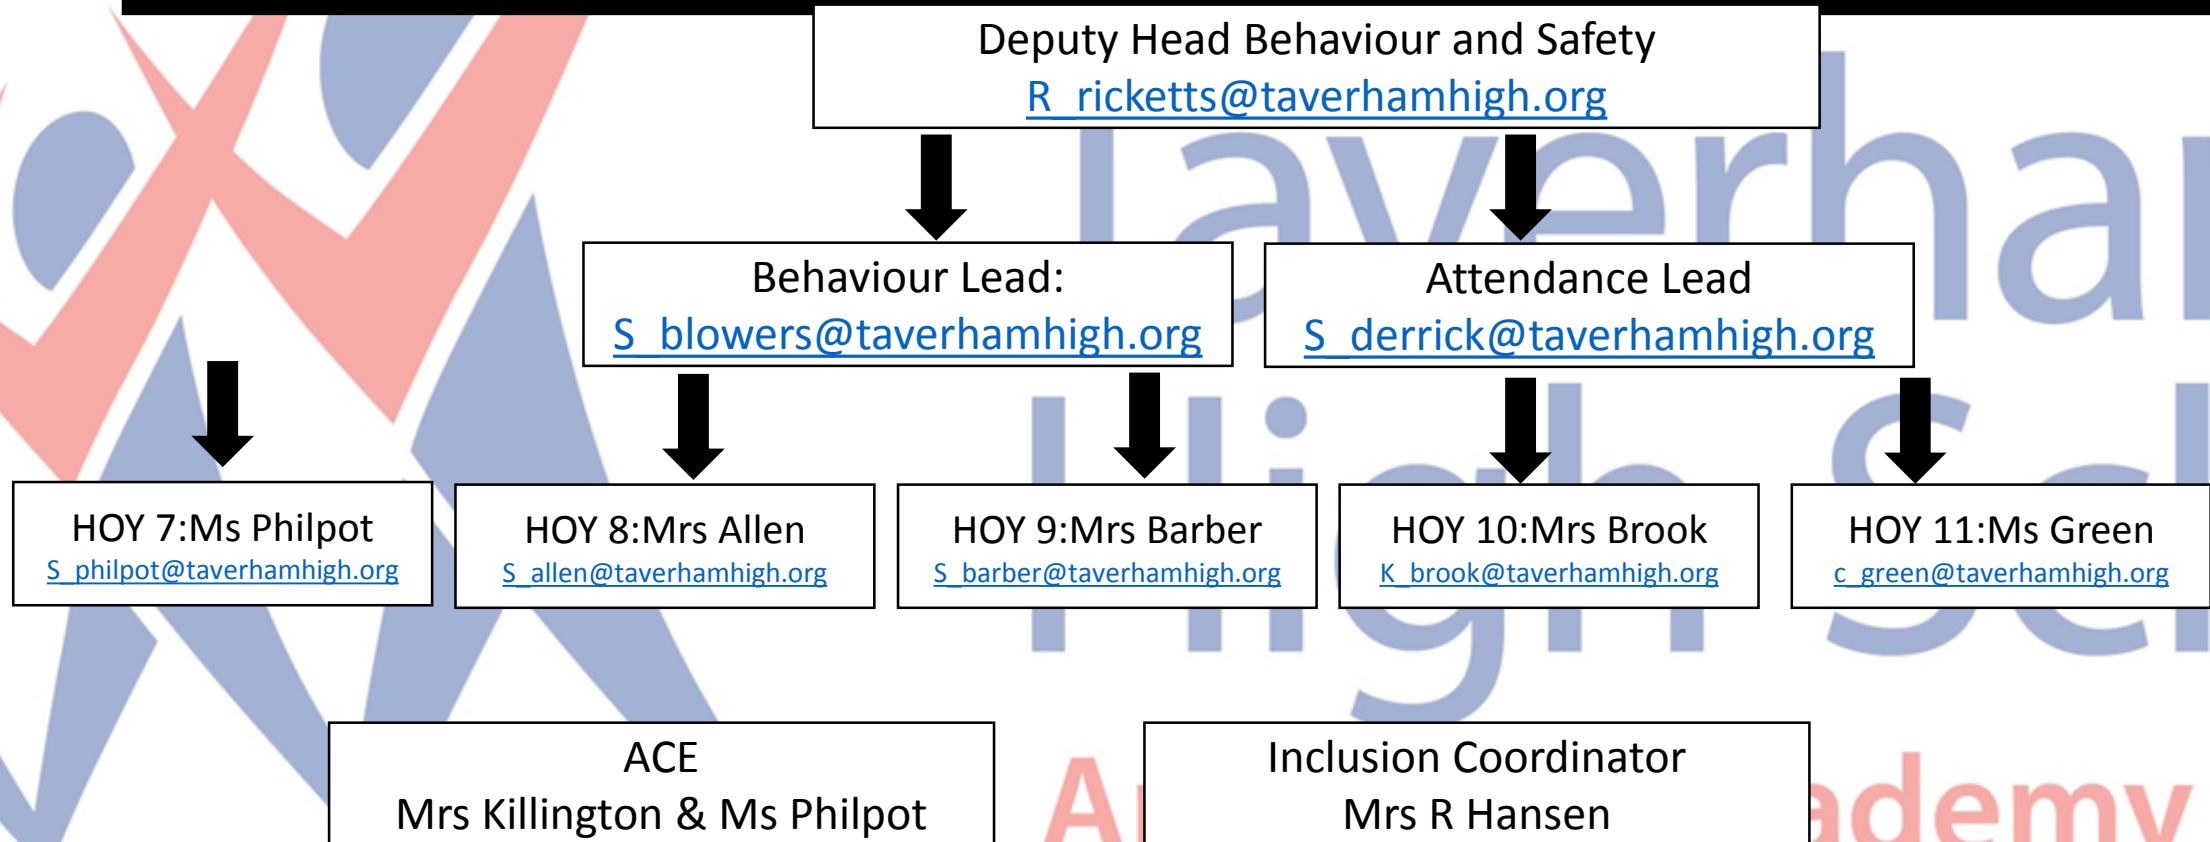 Deputy Head Behaviour and Safety
R_ricketts@taverhamhigh.org
Behaviour Lead:
S_blowers@taverhamhigh.org
Attendance Lead
S_derrick@taverhamhigh.org
HOY 7:Ms Philpot
S_philpot@taverhamhigh.org
HOY 8:Mrs Allen
S_allen@taverhamhigh.org
HOY 9:Mrs Barber
S_barber@taverhamhigh.org
HOY 10:Mrs Brook
K_brook@taverhamhigh.org
HOY 11:Ms Green
c_green@taverhamhigh.org
ACE
Mrs Killington & Ms Philpot
Inclusion Coordinator
Mrs R Hansen